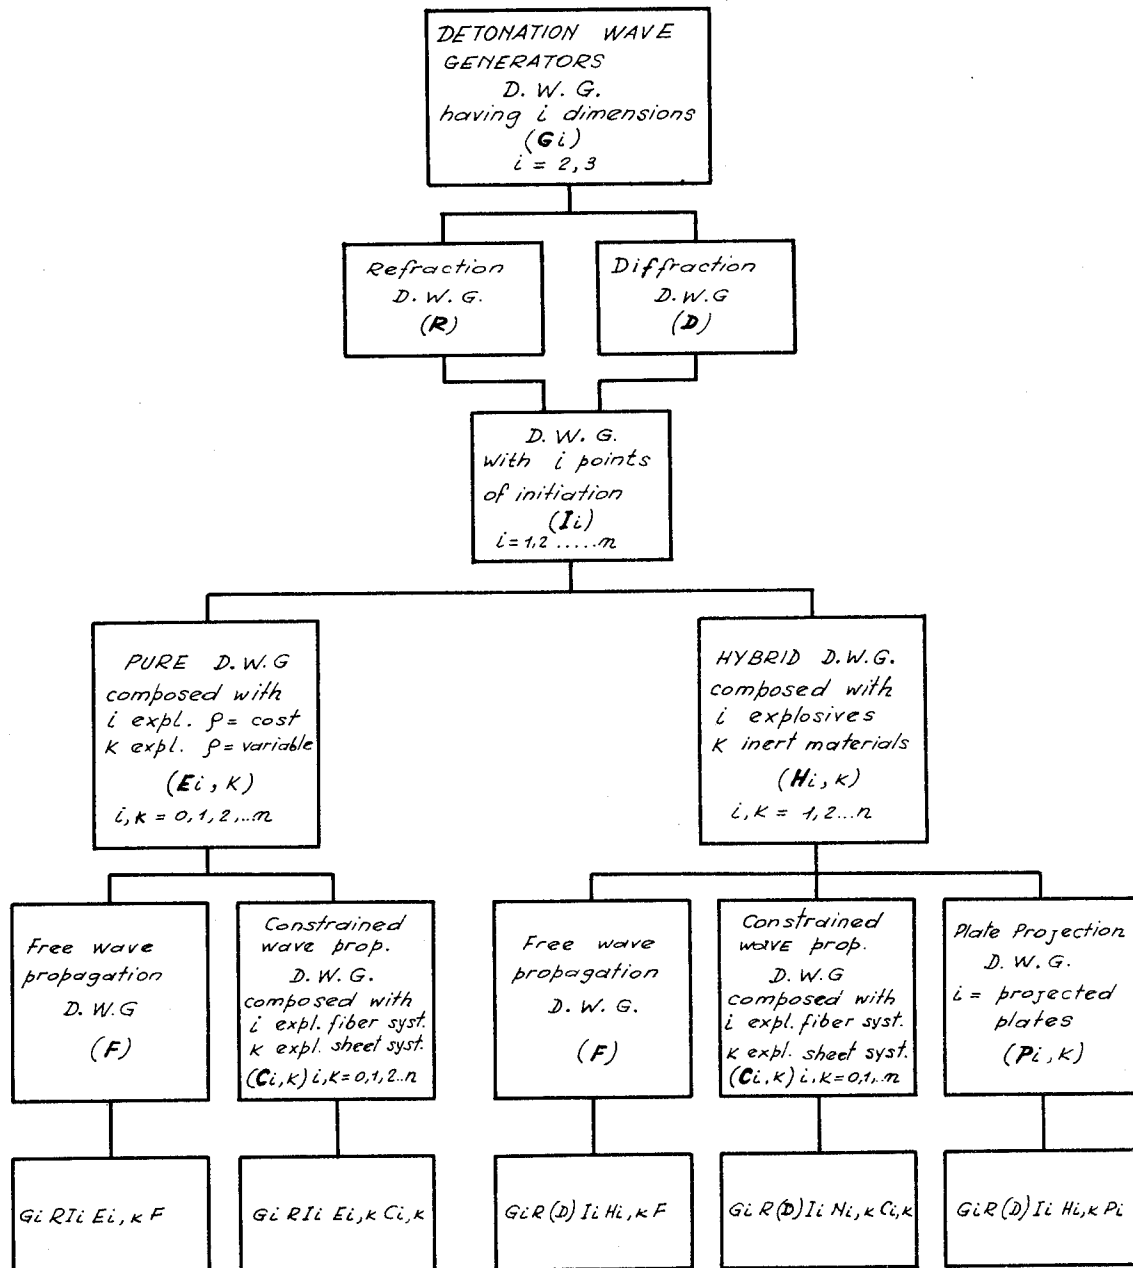 DETONATION WAVE
GENERATORS
D. W. G.
having i dimensions
(Gi)
i = 2, 3
Refraction
D. W. G.
(R)
Diffraction
D. W. G
(D)
D. W. G.
with i points
of initiation
(Ii)
i = 1, 2 ..... n
PURE D. W. G
composed with
i expl. ρ = cost
K expl. ρ = variable
(Ei, K)
i, K = 0, 1, 2, ... n
HYBRID D. W. G.
composed with
i explosives
K inert materials
(Hi, K)
i, K = 1, 2 ... n
Free wave
propagation
D. W. G
(F)
Constrained
wave prop.
D. W. G.
composed with
i expl. fiber syst.
K expl. sheet syst.
(Ci, K) i, K = 0, 1, 2 .. n
Free wave
propagation
D. W. G.
(F)
Constrained
wave prop.
D. W. G
composed with
i expl. fiber syst.
K expl. sheet syst.
(Ci, K) i, K = 0, 1, .. n
Plate Projection
D. W. G.
i = projected
plates
(Pi, K)
Gi RIi Ei, K F
Gi RIi Ei, K Ci, K
Gi R (D) Ii Hi, K F
Gi R (D) Ii Ni, K Ci, K
Gi R (D) Ii Hi, K Pi